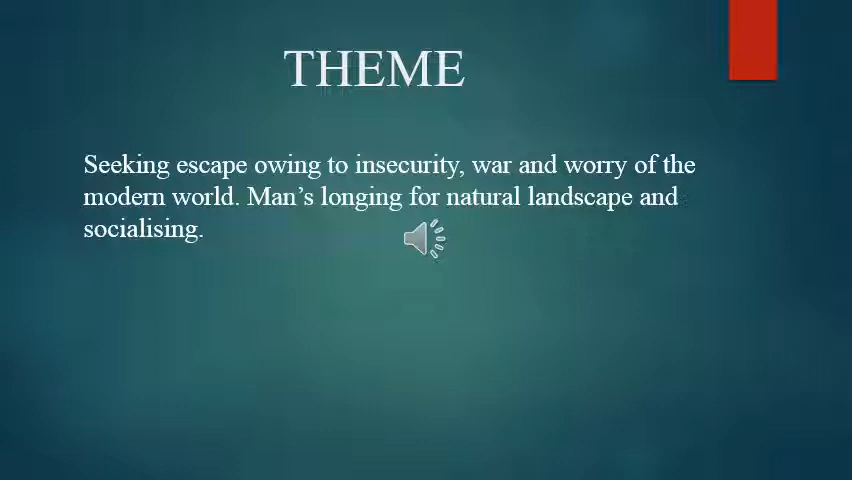 THEME
Seeking escape owing to insecurity, war and worry of the
modern world. Man’s longing for natural landscape and
socialising.